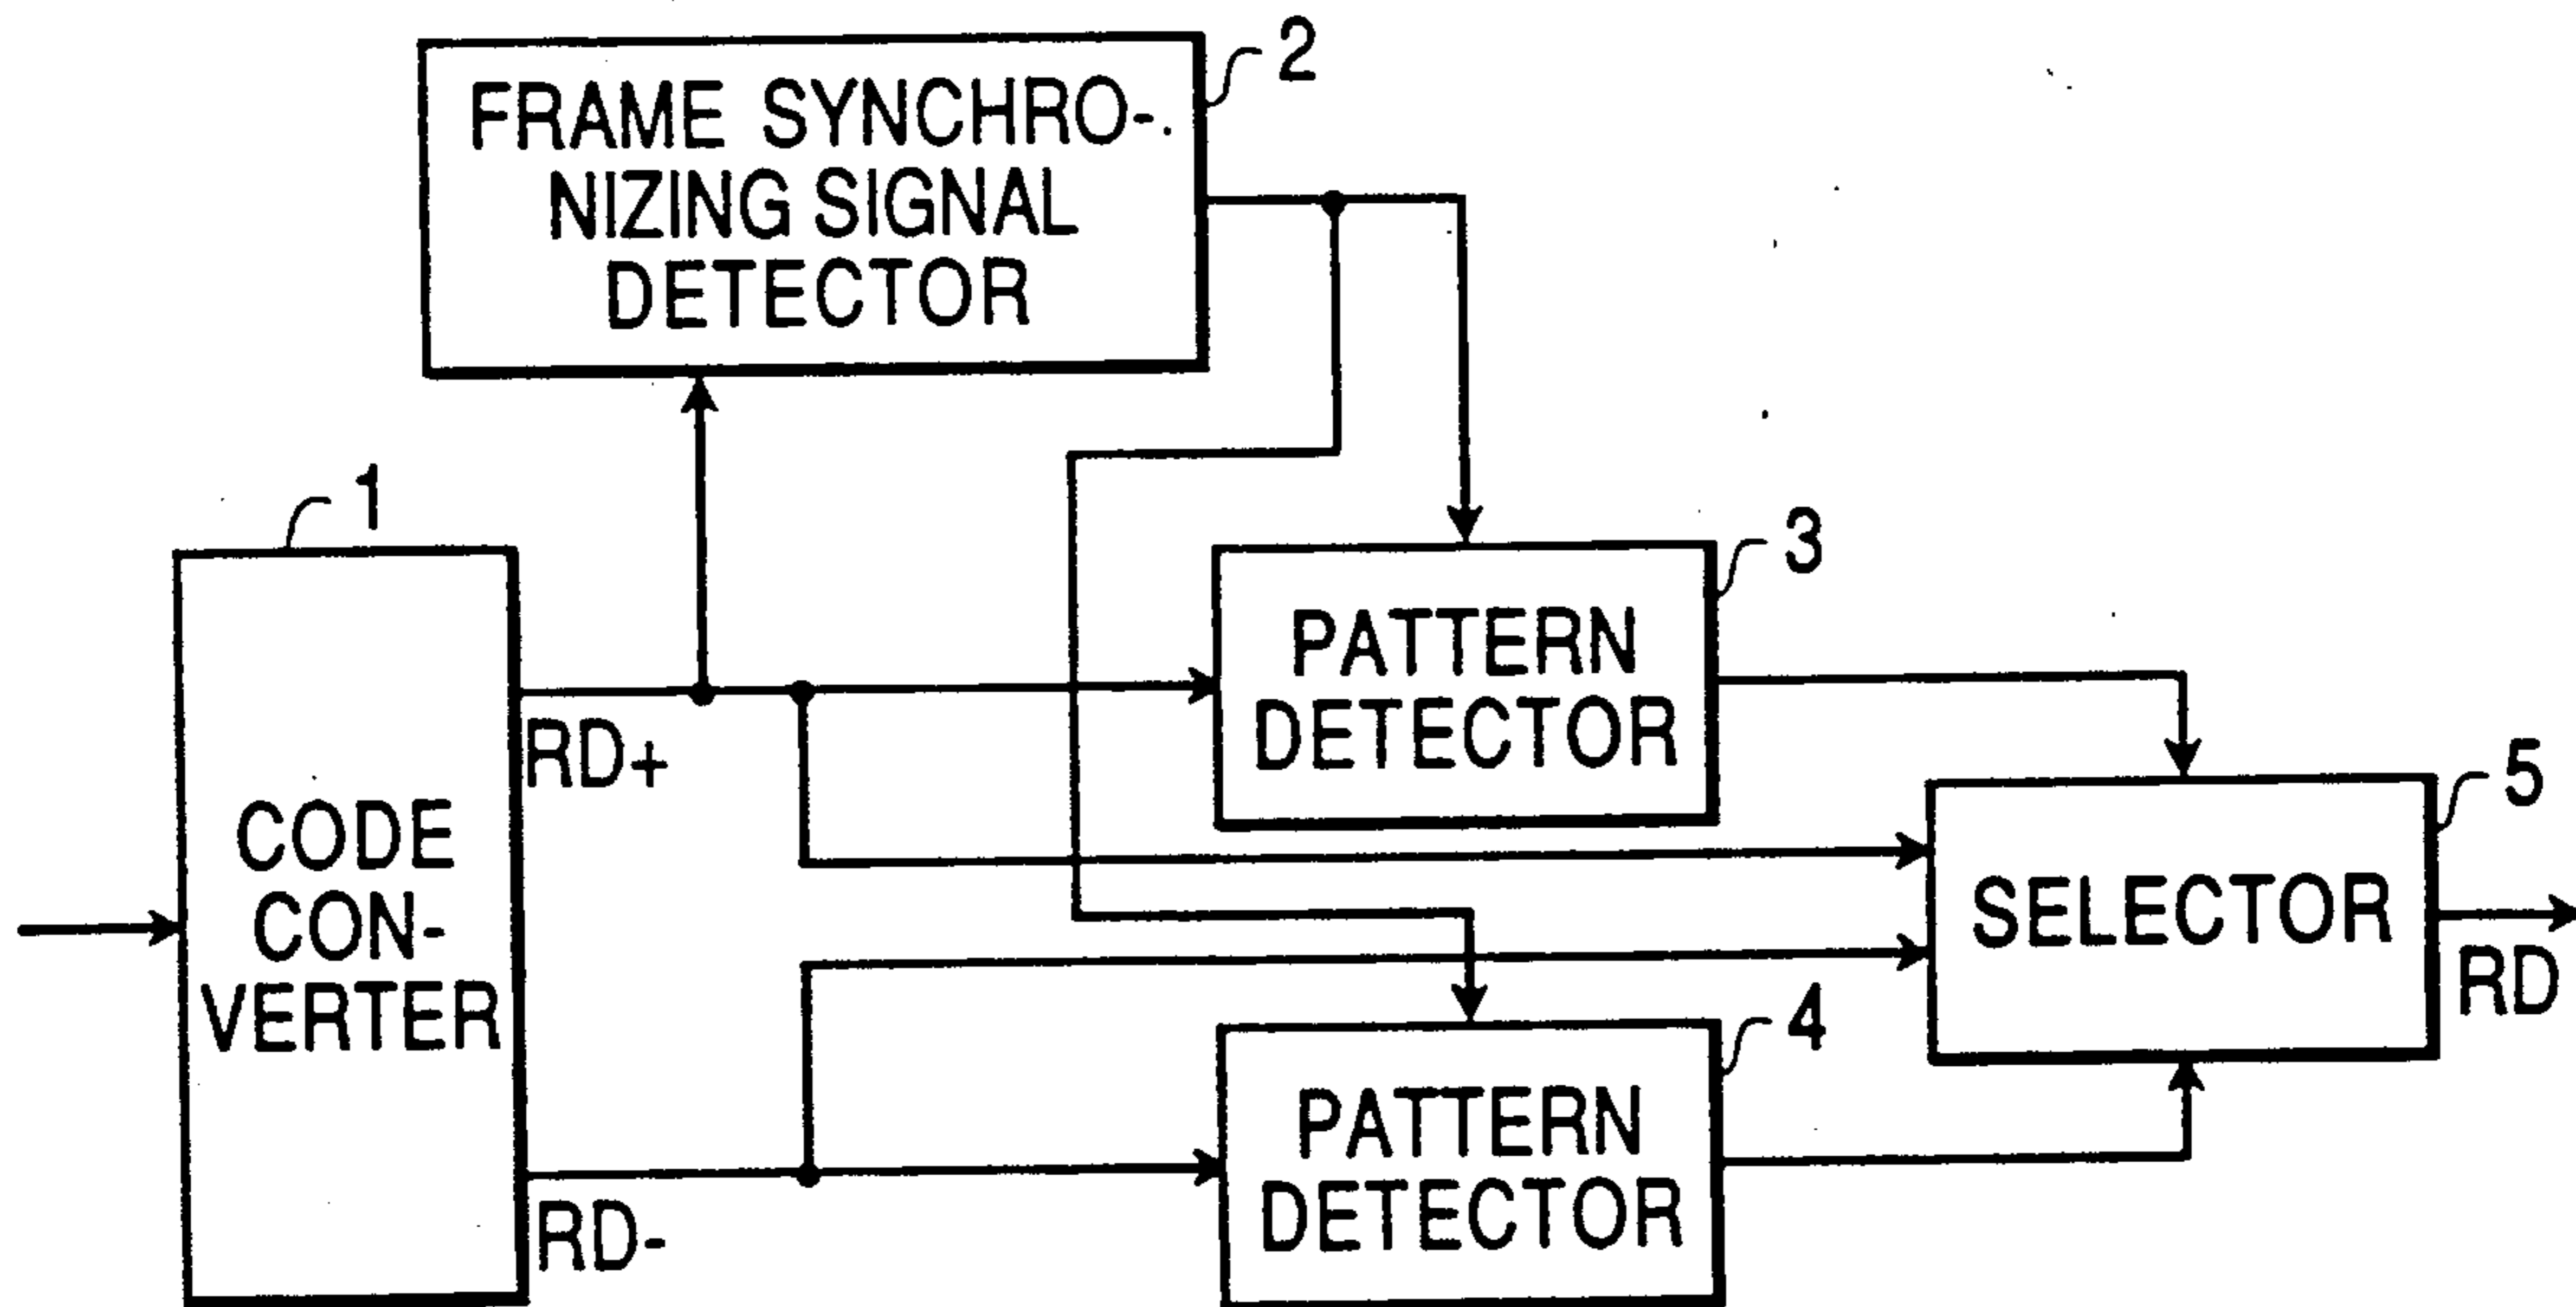 2
FRAME SYNCHRO-
NIZING SIGNAL
DETECTOR
1
3
PATTERN
DETECTOR
RD+
5
CODE
CON-
VERTER
SELECTOR
RD
4
PATTERN
DETECTOR
RD-